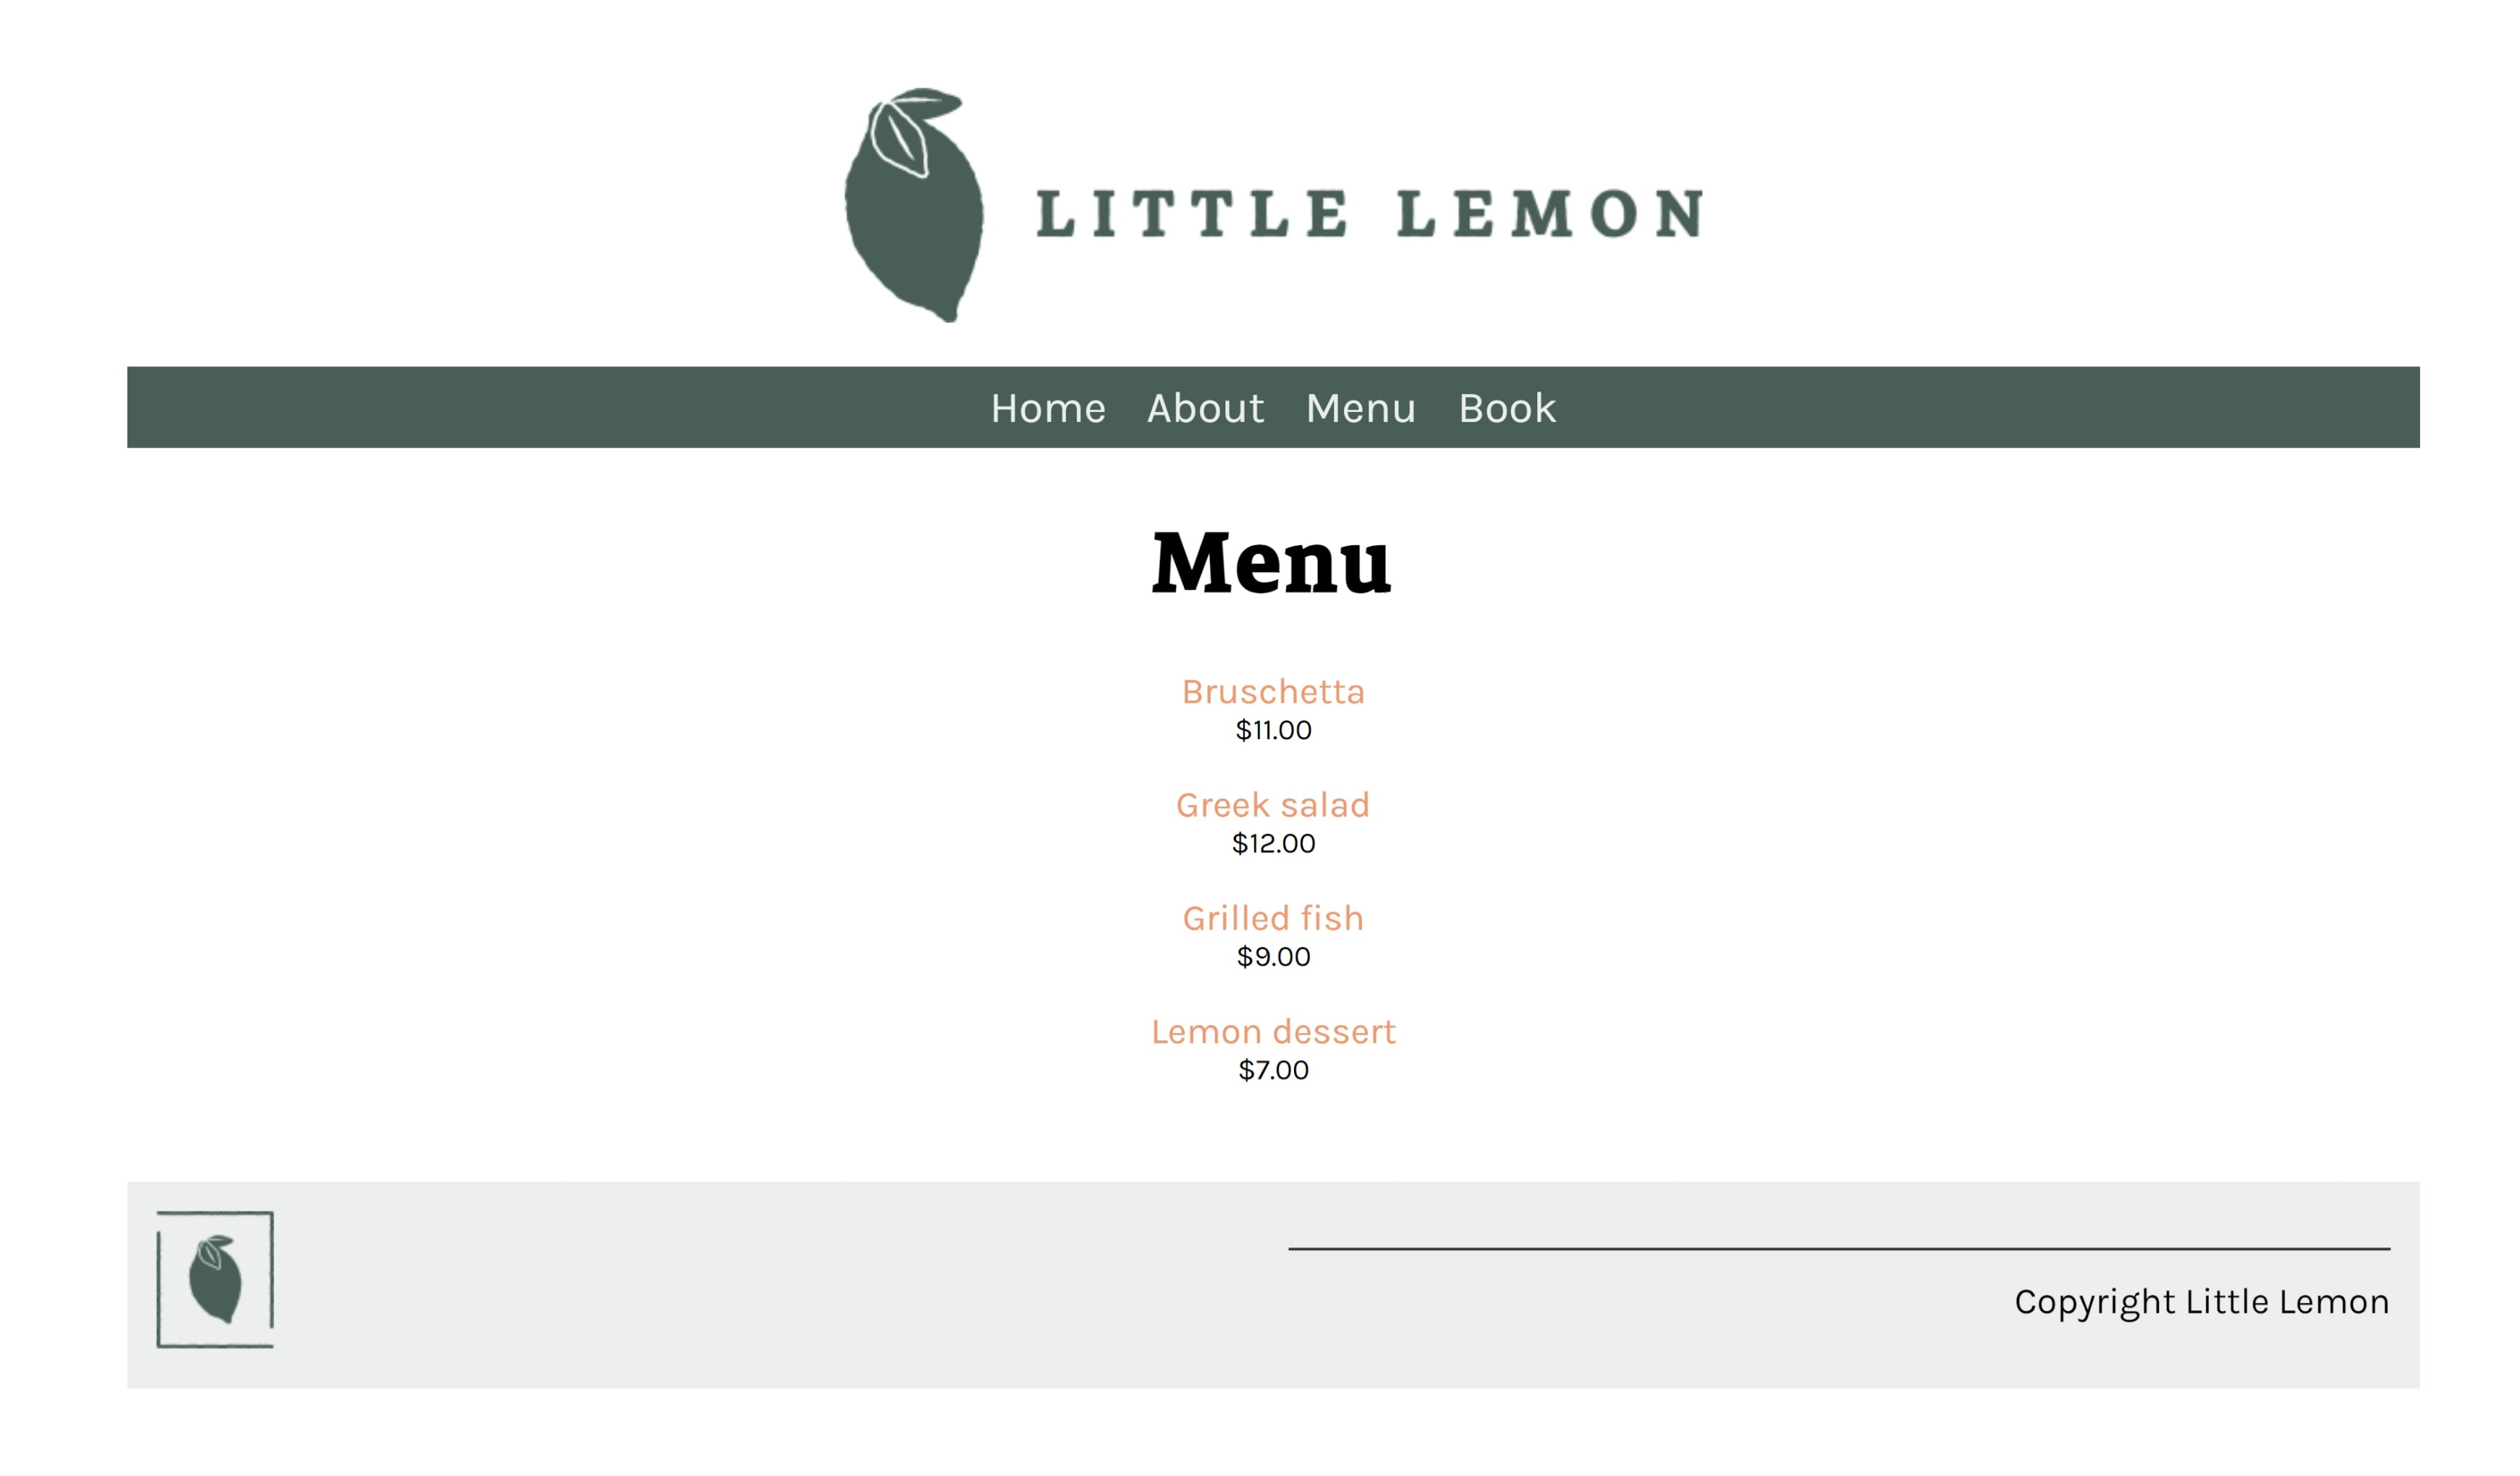 LITTLE LEMON
Home About Menu Book
Menu
Bruschetta
$11.00
Greek salad
$12.00
Grilled fish
$9.00
Lemon dessert
$7.00
Copyright Little Lemon